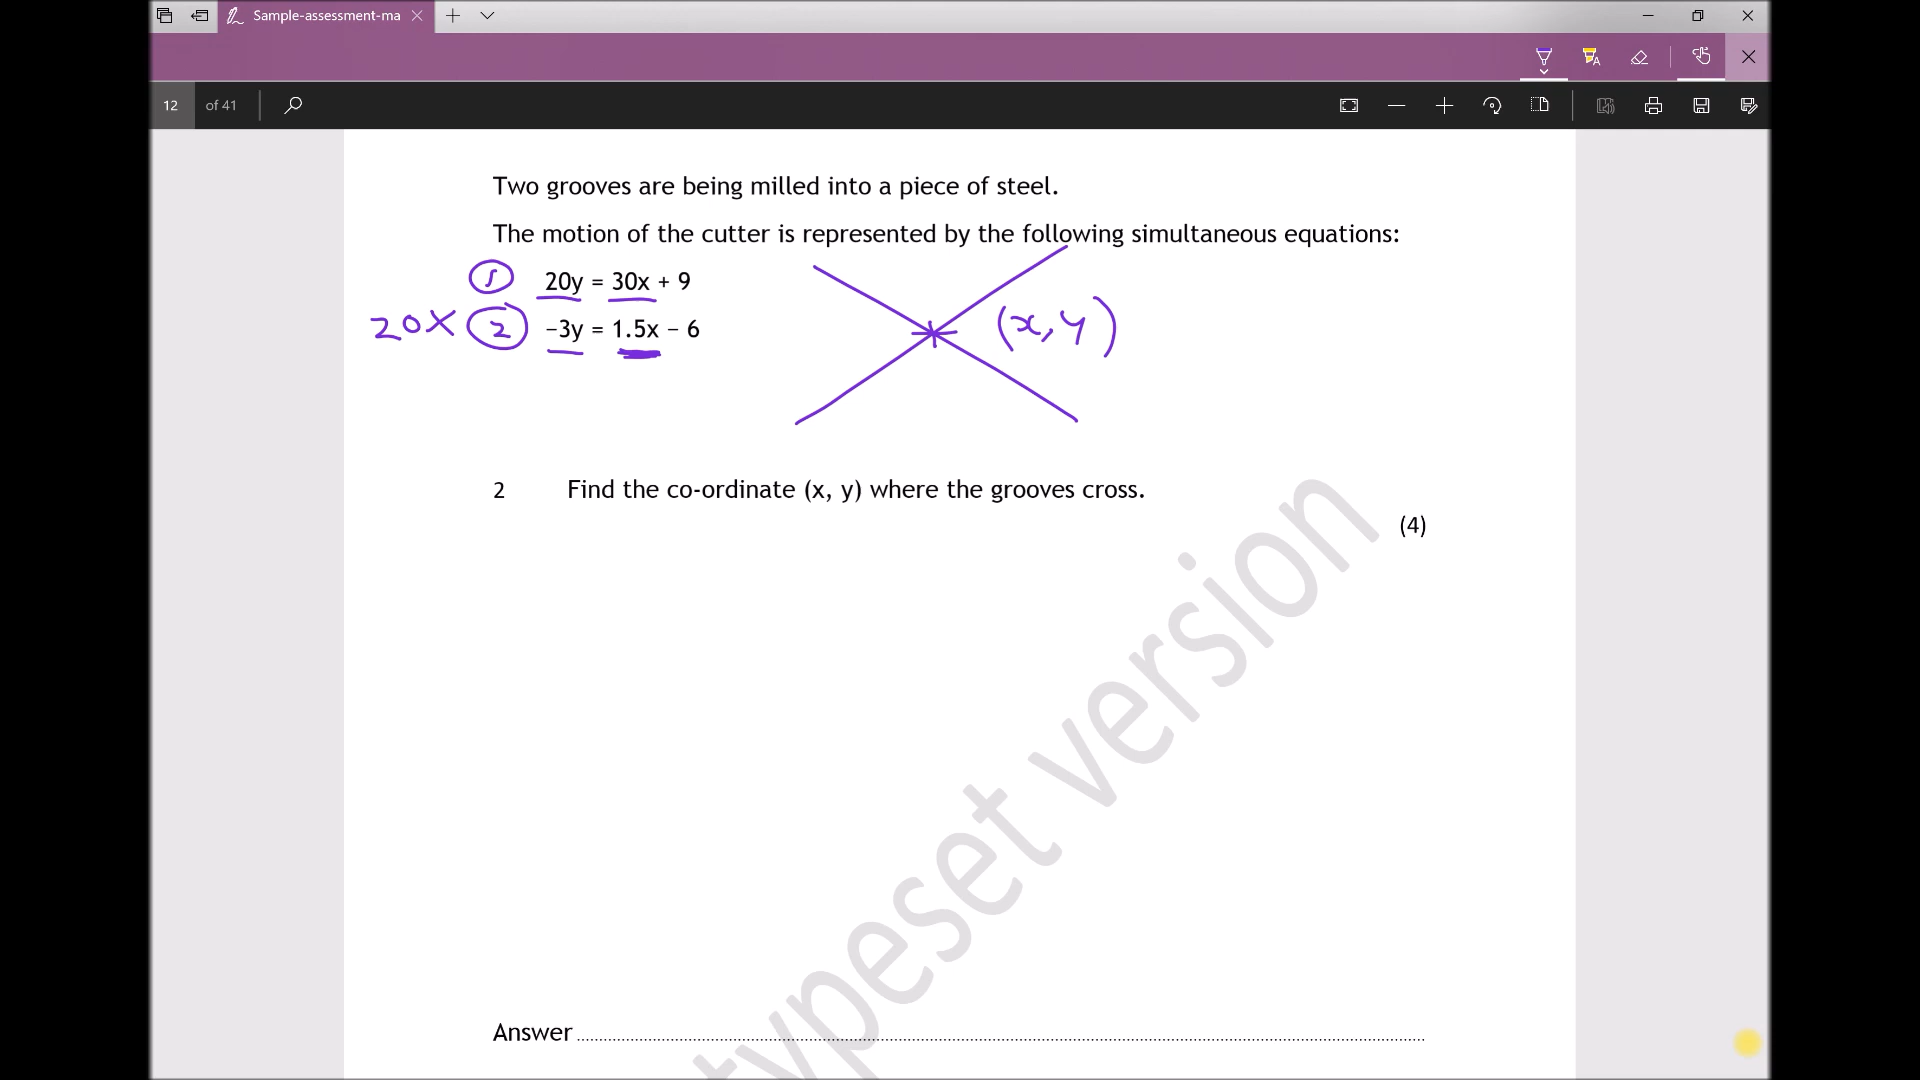 Sample-assessment-ma
12 of 41
Two grooves are being milled into a piece of steel.
The motion of the cutter is represented by the following simultaneous equations:
1 20y = 30x + 9
20X 2 −3y = 1.5x − 6
(x, y)
2 Find the co-ordinate (x, y) where the grooves cross.
(4)
typeset version
Answer